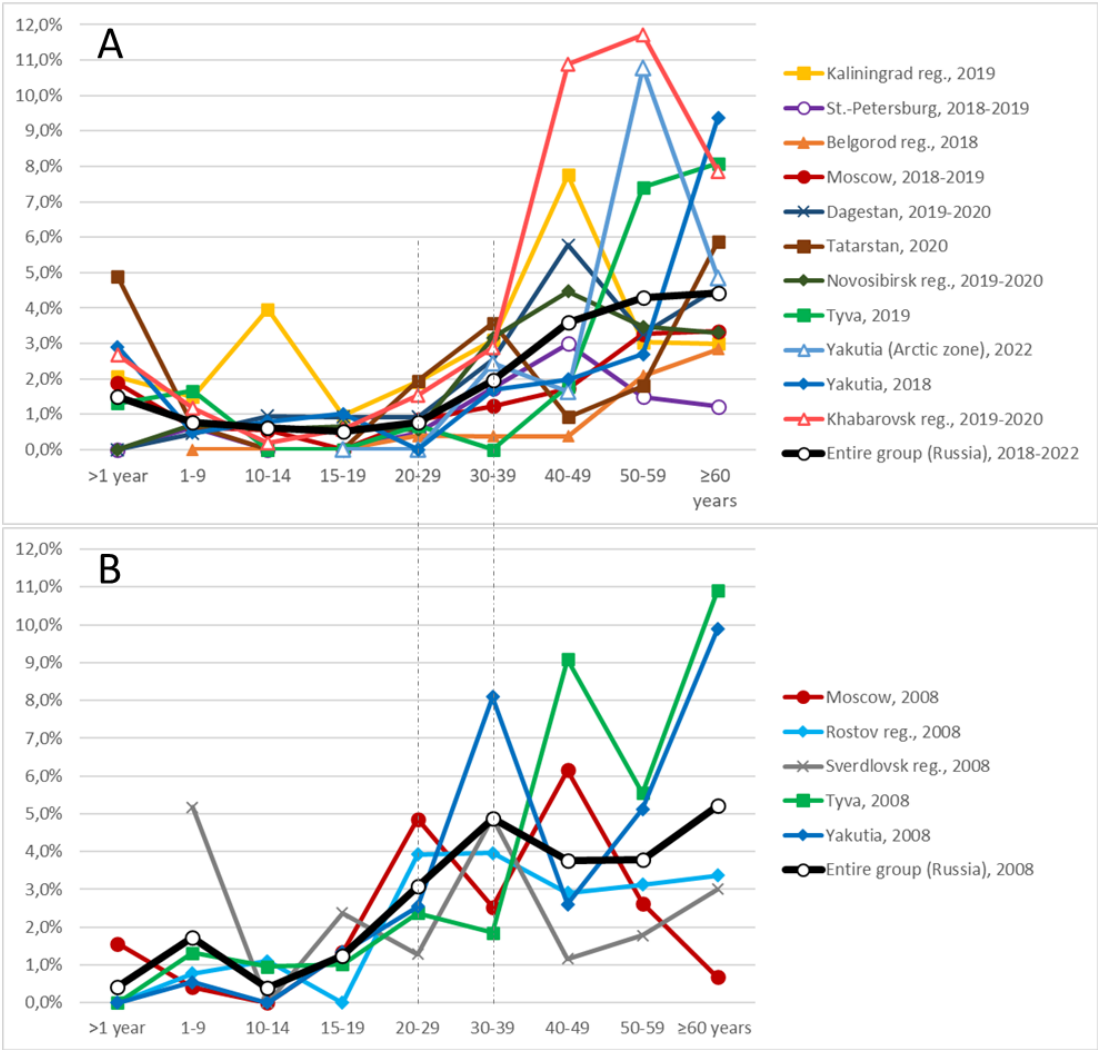 A
12,0%
11,0%
10,0%
9,0%
8,0%
7,0%
6,0%
5,0%
4,0%
3,0%
2,0%
1,0%
0,0%
>1 year 1-9 10-14 15-19 20-29 30-39 40-49 50-59 ≥60
years
Kaliningrad reg., 2019
St.-Petersburg, 2018-2019
Belgorod reg., 2018
Moscow, 2018-2019
Dagestan, 2019-2020
Tatarstan, 2020
Novosibirsk reg., 2019-2020
Tyva, 2019
Yakutia (Arctic zone), 2022
Yakutia, 2018
Khabarovsk reg., 2019-2020
Entire group (Russia), 2018-2022
B
12,0%
11,0%
10,0%
9,0%
8,0%
7,0%
6,0%
5,0%
4,0%
3,0%
2,0%
1,0%
0,0%
>1 year 1-9 10-14 15-19 20-29 30-39 40-49 50-59 ≥60 years
Moscow, 2008
Rostov reg., 2008
Sverdlovsk reg., 2008
Tyva, 2008
Yakutia, 2008
Entire group (Russia), 2008